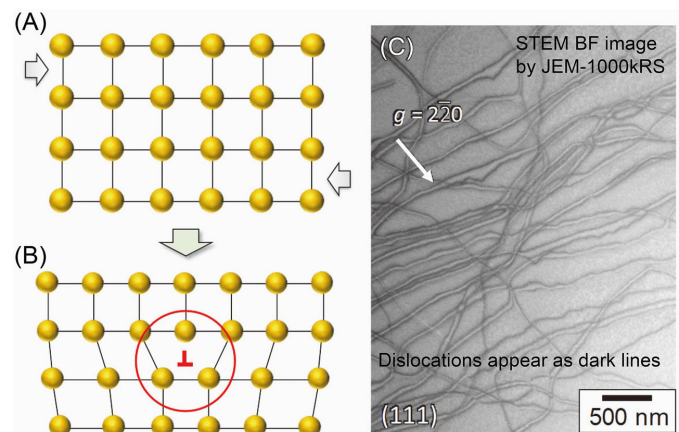 (A)
(B)
(C)
STEM BF image
by JEM-1000kRS
g = 22̅0
Dislocations appear as dark lines
(111)
500 nm